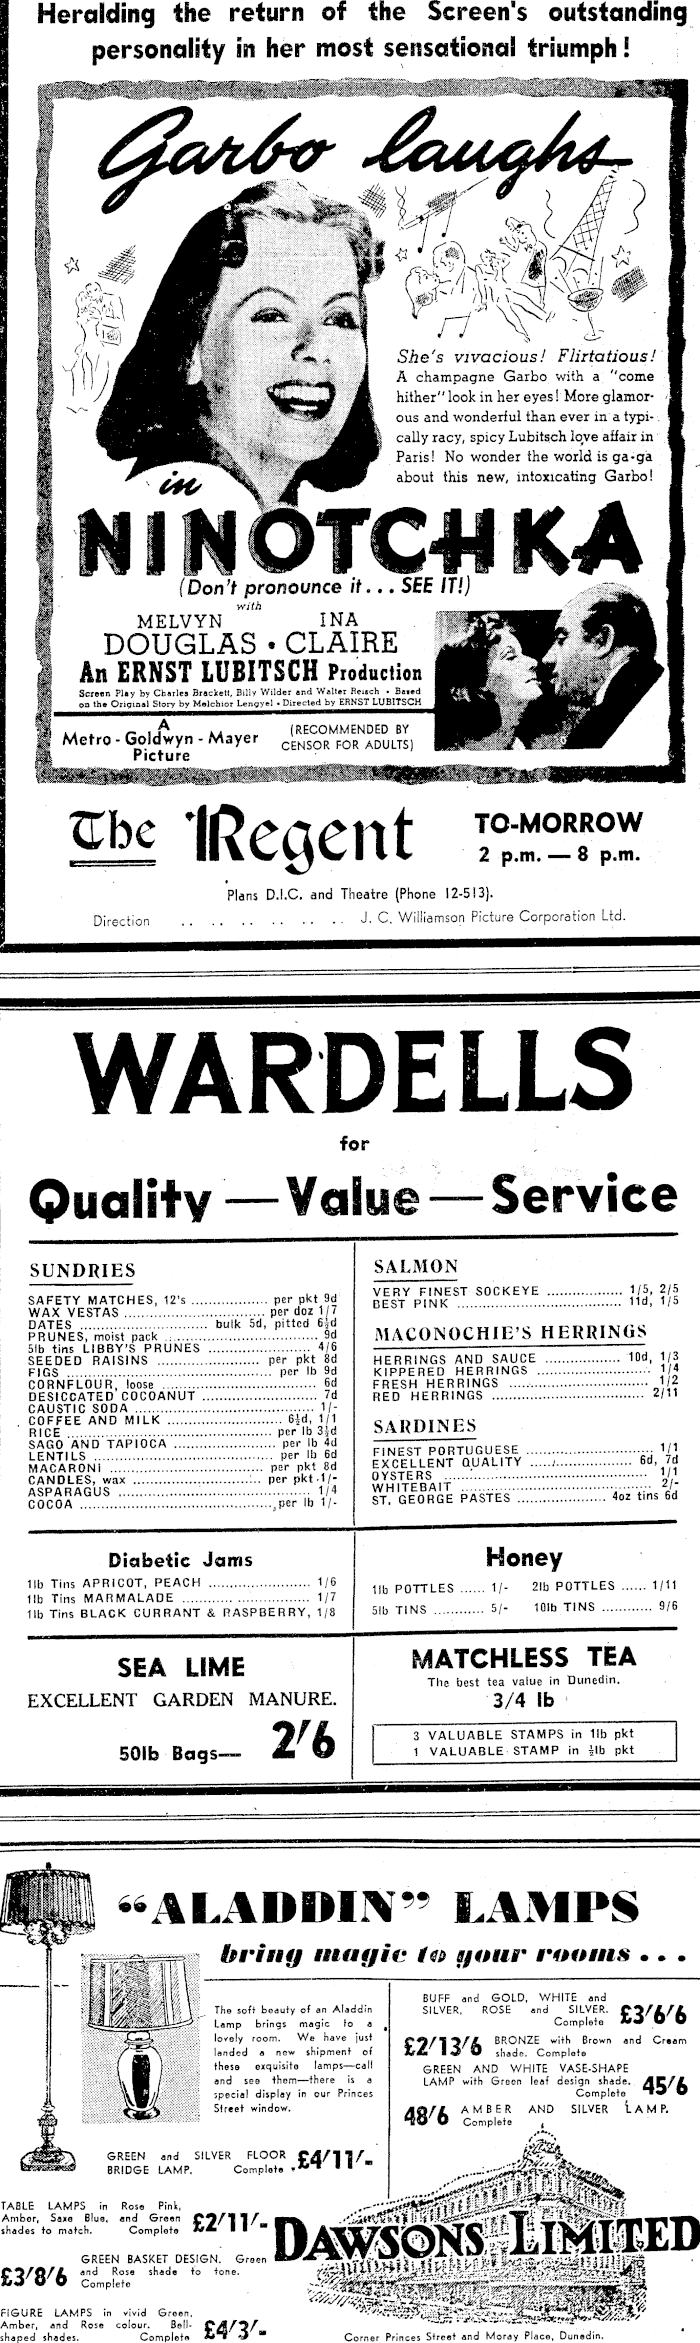 Heralding the return of the Screen's outstanding
personality in her most sensational triumph!
Garbo laughs
She's vivacious! Flirtatious!
A champagne Garbo with a "come
hither" look in her eyes! More glamor-
ous and wonderful than ever in a typi-
cally racy, spicy Lubitsch love affair in
Paris! No wonder the world is ga-ga
about this new, intoxicating Garbo!
in
NINOTCHKA
(Don't pronounce it... SEE IT!)
with
MELVYN INA
DOUGLAS • CLAIRE
An ERNST LUBITSCH Production
Screen Play by Charles Brackett, Billy Wilder and Walter Reisch • Based
on the Original Story by Melchior Lengyel • Directed by ERNST LUBITSCH
A
Metro-Goldwyn-Mayer
Picture
(RECOMMENDED BY
CENSOR FOR ADULTS)
The Regent
TO-MORROW
2 p.m. — 8 p.m.
Plans D.I.C. and Theatre (Phone 12-513).
Direction .. .. .. .. .. .. J. C. Williamson Picture Corporation Ltd.
WARDELLS
for
Quality — Value — Service
SUNDRIES
SAFETY MATCHES, 12's ............... per pkt 9d
WAX VESTAS ............... per doz 1/7
DATES ............... bulk 5d, pitted 6½d
PRUNES, moist pack ............... 9d
5lb tins LIBBY'S PRUNES ............... 4/6
SEEDED RAISINS ............... per pkt 8d
FIGS ............... per lb 9d
CORNFLOUR, loose ............... 6d
DESICCATED COCOANUT ............... 7d
CAUSTIC SODA ............... 1/-
COFFEE AND MILK ............... 6½d, 1/1
RICE ............... per lb 3½d
SAGO AND TAPIOCA ............... per lb 4d
LENTILS ............... per lb 6d
MACARONI ............... per pkt 8d
CANDLES, wax ............... per pkt 1/-
ASPARAGUS ............... 1/4
COCOA ............... per lb 1/-
SALMON
VERY FINEST SOCKEYE ............... 1/5, 2/5
BEST PINK ............... 11d, 1/5
MACONOCHIE'S HERRINGS
HERRINGS AND SAUCE ............... 10d, 1/3
KIPPERED HERRINGS ............... 1/4
FRESH HERRINGS ............... 1/2
RED HERRINGS ............... 2/11
SARDINES
FINEST PORTUGUESE ............... 1/1
EXCELLENT QUALITY ............... 6d, 7d
OYSTERS ............... 1/1
WHITEBAIT ............... 2/-
ST. GEORGE PASTES ............... 4oz tins 6d
Diabetic Jams
1lb Tins APRICOT, PEACH ............... 1/6
1lb Tins MARMALADE ............... 1/7
1lb Tins BLACK CURRANT & RASPBERRY, 1/8
Honey
1lb POTTLES ...... 1/- 2lb POTTLES ...... 1/11
5lb TINS ............ 5/- 10lb TINS ............ 9/6
SEA LIME
EXCELLENT GARDEN MANURE.
50lb Bags— 2/6
MATCHLESS TEA
The best tea value in Dunedin.
3/4 lb
3 VALUABLE STAMPS in 1lb pkt
1 VALUABLE STAMP in ½lb pkt
"ALADDIN" LAMPS
bring magic to your rooms...
The soft beauty of an Aladdin
Lamp brings magic to a
lovely room. We have just
landed a new shipment of
these exquisite lamps—call
and see them—there is a
special display in our Princes
Street window.
BUFF and GOLD, WHITE and
SILVER, ROSE and SILVER.
Complete £3/6/6
£2/13/6 BRONZE with Brown and Cream
shade. Complete
GREEN AND WHITE VASE-SHAPE
LAMP with Green leaf design shade.
Complete 45/6
48/6 AMBER AND SILVER LAMP.
Complete
GREEN and SILVER FLOOR
BRIDGE LAMP. Complete £4/11/-
TABLE LAMPS in Rose Pink,
Amber, Saxe Blue, and Green
shades to match. Complete £2/11/-
£3/8/6 GREEN BASKET DESIGN. Green
and Rose shade to tone.
Complete
FIGURE LAMPS in vivid Green,
Amber, and Rose colour. Bell-
shaped shades. Complete £4/3/-
DAWSONS LIMITED
Corner Princes Street and Moray Place, Dunedin.